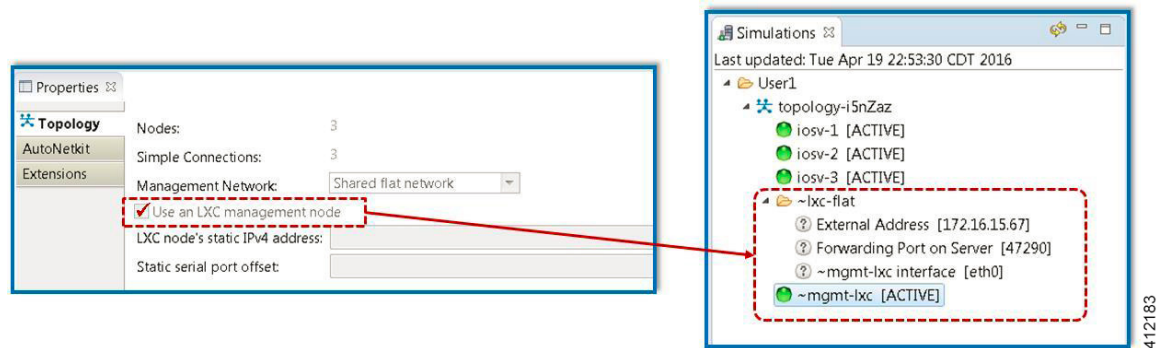 Properties
Topology
AutoNetkit
Extensions
Nodes: 3
Simple Connections: 3
Management Network: Shared flat network
Use an LXC management node
LXC node's static IPv4 address:
Static serial port offset:
Simulations
Last updated: Tue Apr 19 22:53:30 CDT 2016
User1
topology-i5nZaz
iosv-1 [ACTIVE]
iosv-2 [ACTIVE]
iosv-3 [ACTIVE]
~lxc-flat
External Address [172.16.15.67]
Forwarding Port on Server [47290]
~mgmt-lxc interface [eth0]
~mgmt-lxc [ACTIVE]
412183